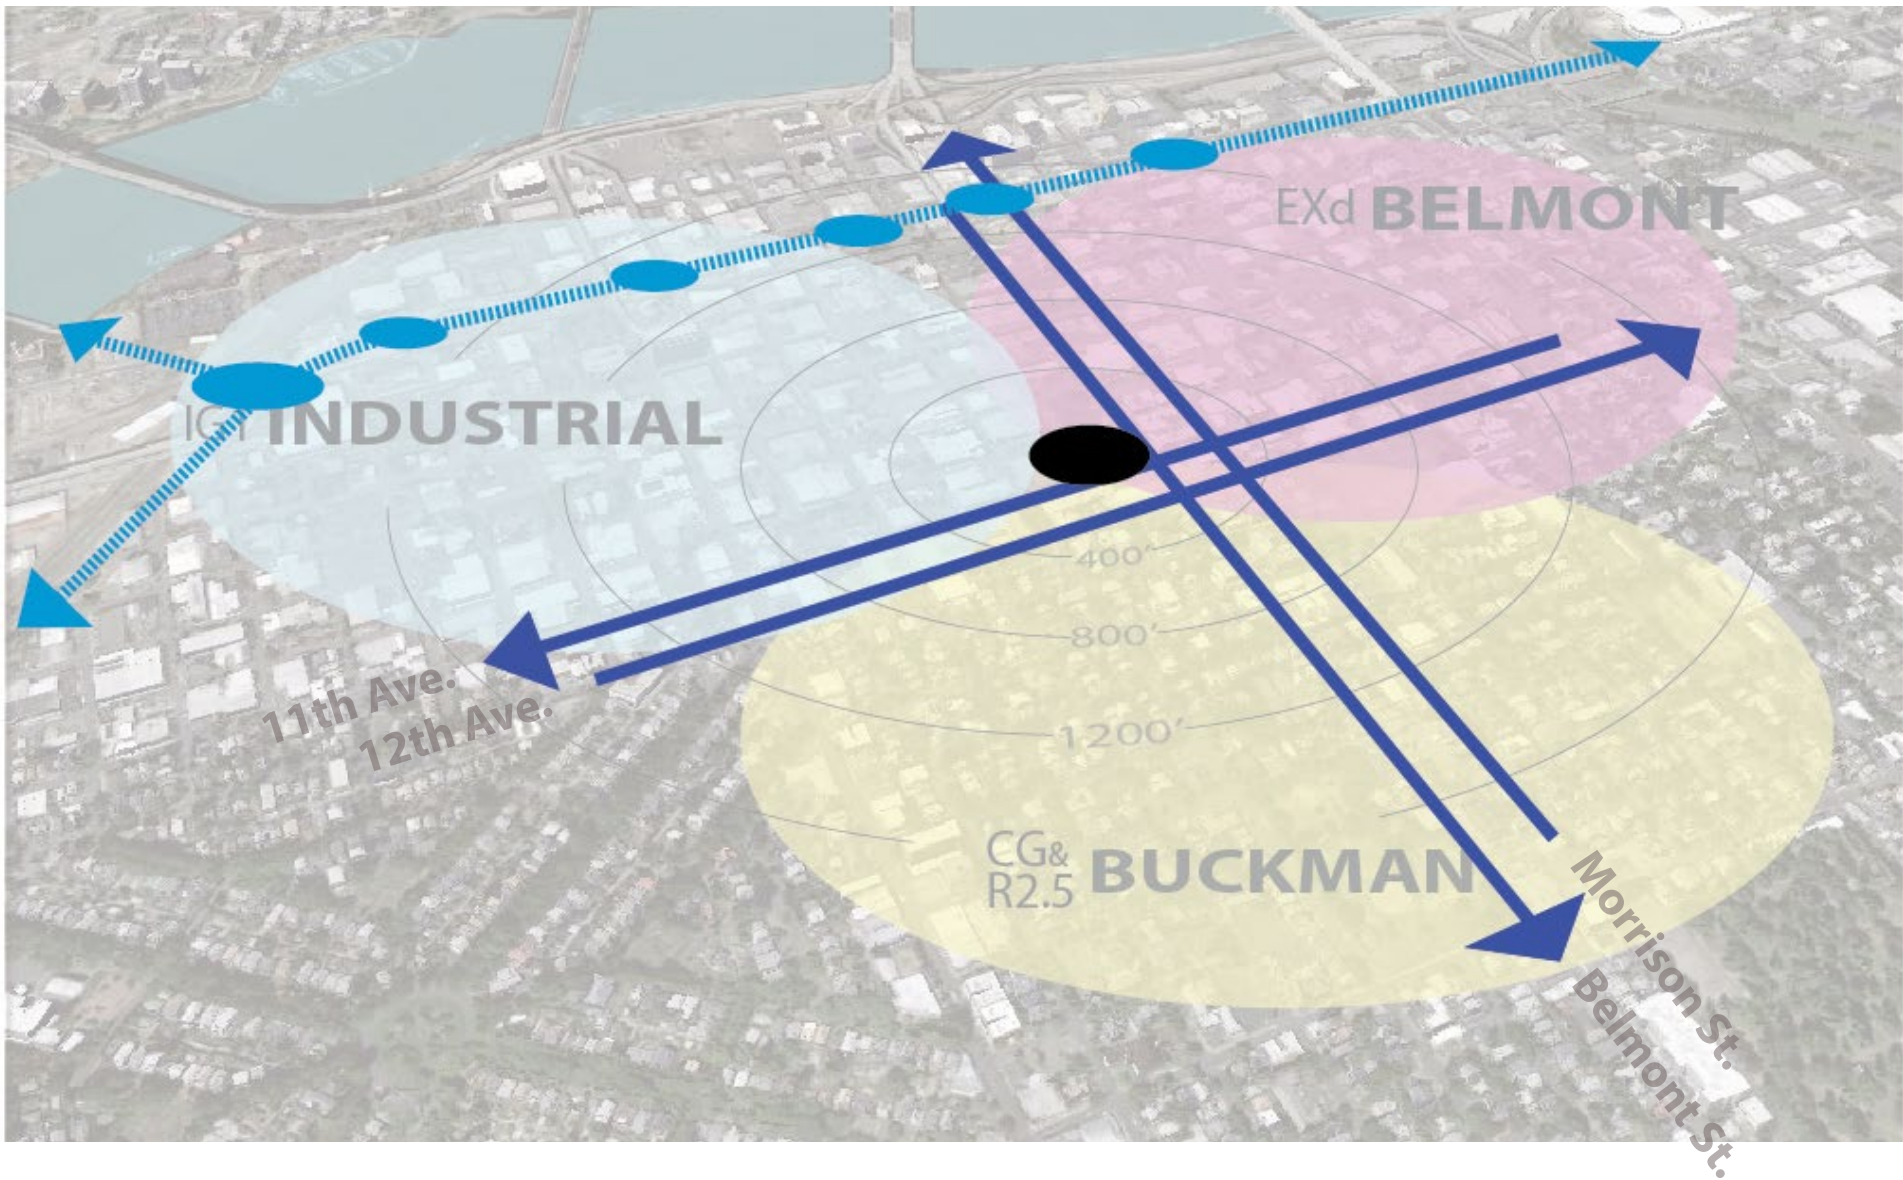 EXd BELMONT
IG1 INDUSTRIAL
400'
800'
11th Ave.
12th Ave.
1200'
CG&
R2.5 BUCKMAN
Morrison St.
Belmont St.